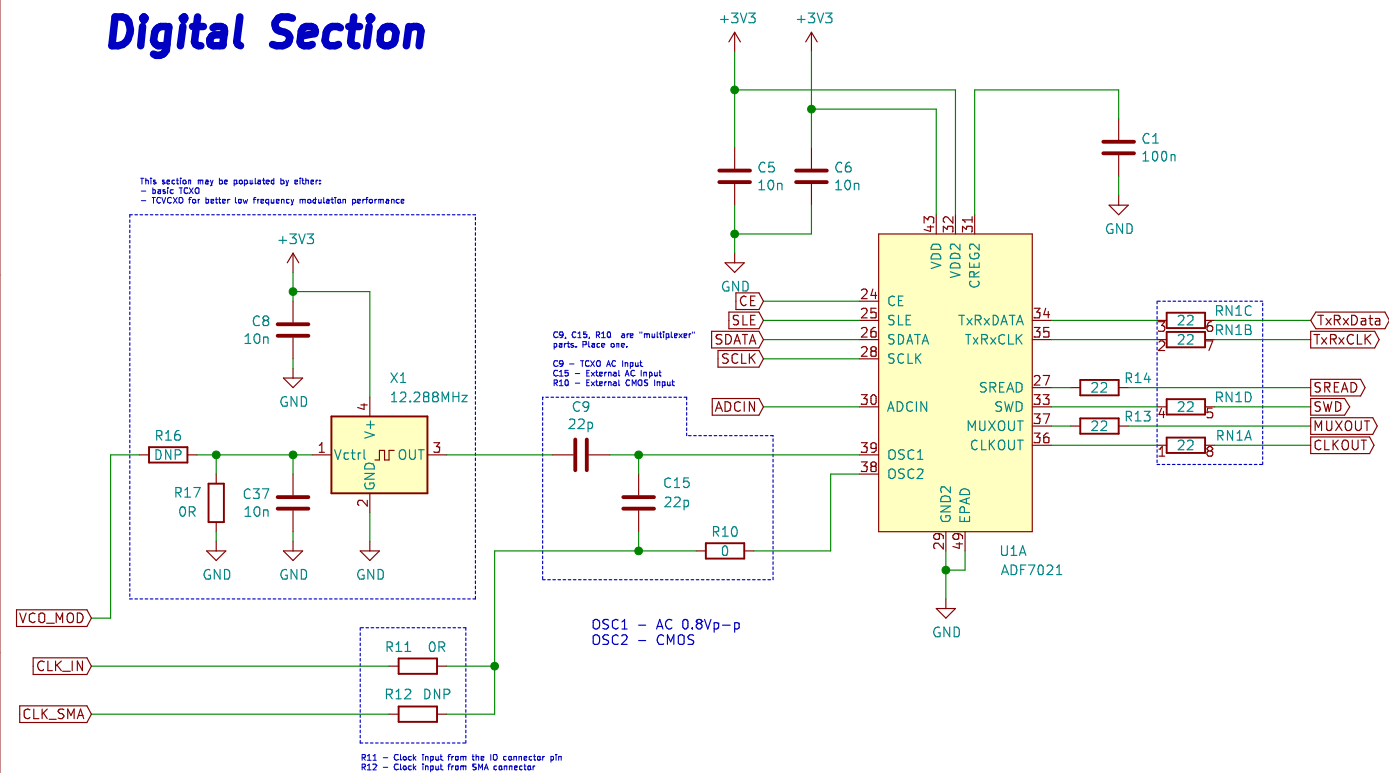 Digital Section
+3V3 +3V3
C5
10n
C6
10n
C1
100n
GND
GND
This section may be populated by either:
- basic TCXO
- TCVCXO for better low frequency modulation performance
+3V3
C8
10n
GND
X1
12.288MHz
4
V+
1 Vctrl OUT 3
GND
2
R16
DNP
R17
0R
C37
10n
GND GND GND
VCO_MOD
CLK_IN
CLK_SMA
R11 0R
R12 DNP
R11 - Clock input from the IO connector pin
R12 - Clock input from SMA connector
C9, C15, R10 are "multiplexer"
parts. Place one.
C9 - TCXO AC Input
C15 - External AC Input
R10 - External CMOS Input
C9
22p
C15
22p
R10
0
OSC1 - AC 0.8Vp-p
OSC2 - CMOS
43 32 31
VDD VDD2 CREG2
CE 24 CE
SLE 25 SLE
SDATA 26 SDATA
SCLK 28 SCLK
ADCIN 30 ADCIN
39 OSC1
38 OSC2
TxRxDATA 34 3 22 6 RN1C TxRxData
TxRxCLK 35 2 22 7 RN1B TxRxCLK
SREAD 27 22 R14 SREAD
SWD 33 4 22 5 RN1D SWD
MUXOUT 37 22 R13 MUXOUT
CLKOUT 36 1 22 8 RN1A CLKOUT
GND2 EPAD
29 49
U1A
ADF7021
GND